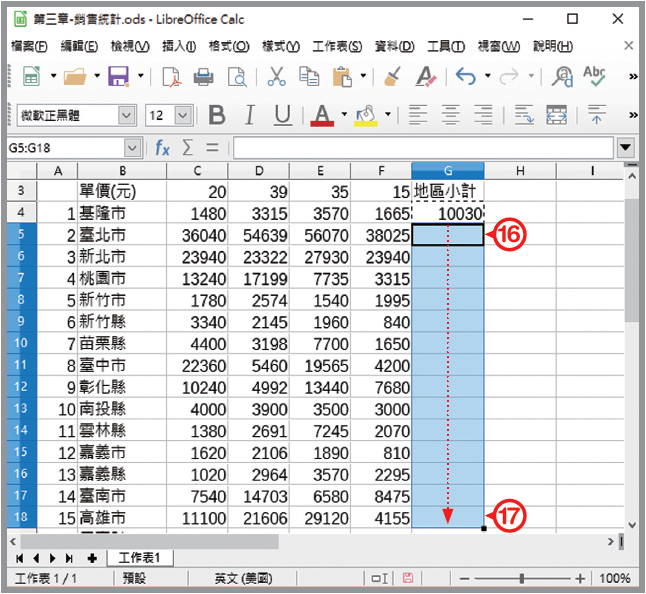 第三章-銷售統計.ods - LibreOffice Calc
檔案(F) 編輯(E) 檢視(V) 插入(I) 格式(O) 樣式(Y) 工作表(S) 資料(D) 工具(T) 視窗(W) 說明(H)
微軟正黑體 12 B I U A
G5:G18 fx Σ =
A B C D E F G H I
3 單價(元) 20 39 35 15 地區小計
4 1 基隆市 1480 3315 3570 1665 10030
5 2 臺北市 36040 54639 56070 38025 16
6 3 新北市 23940 23322 27930 23940
7 4 桃園市 13240 17199 7735 3315
8 5 新竹市 1780 2574 1540 1995
9 6 新竹縣 3340 2145 1960 840
10 7 苗栗縣 4400 3198 7700 1650
11 8 臺中市 22360 5460 19565 4200
12 9 彰化縣 10240 4992 13440 7680
13 10 南投縣 4000 3900 3500 3000
14 11 雲林縣 1380 2691 7245 2070
15 12 嘉義市 1620 2106 1890 810
16 13 嘉義縣 1020 2964 3570 2295
17 14 臺南市 7540 14703 6580 8475
18 15 高雄市 11100 21606 29120 4155 17
工作表1
工作表 1 / 1 預設 英文 (美國) 100%